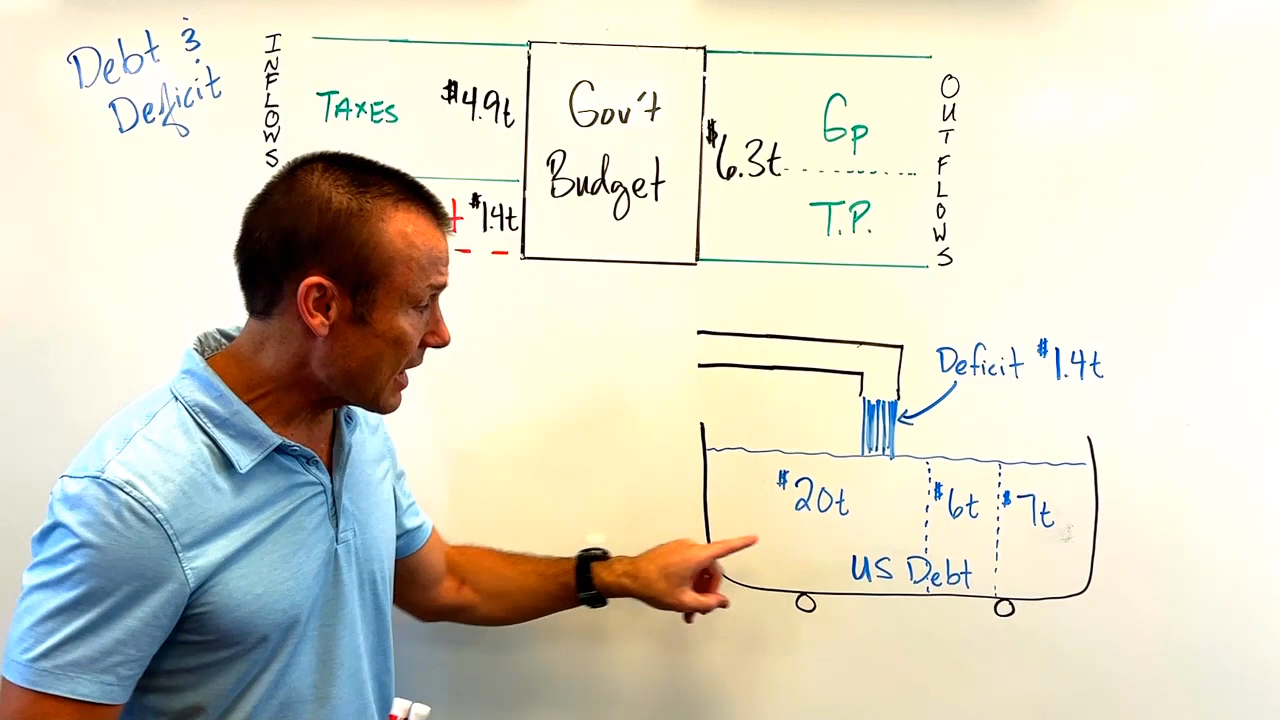 Debt &
Deficit
INFLOWS
TAXES
$4.9t
$1.4t
Gov't
Budget
$6.3t
Gp
T.P.
OUTFLOWS
Deficit $1.4t
$20t
$6t
$7t
US Debt